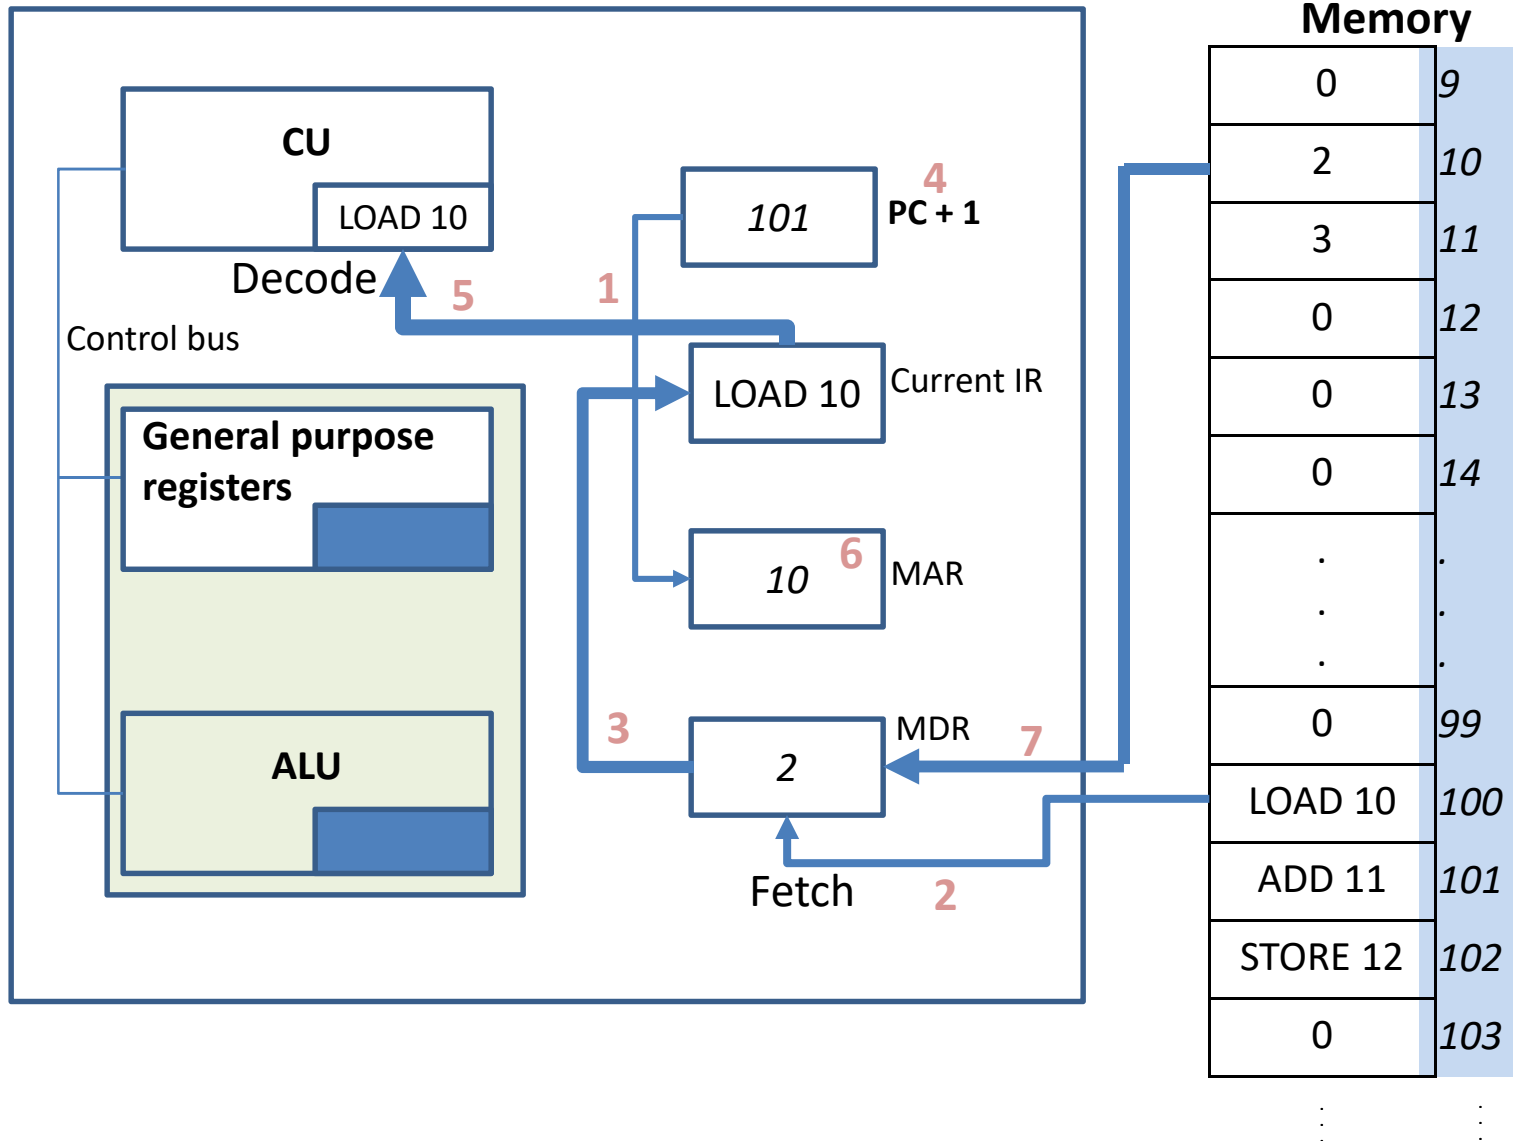 Memory
CU
LOAD 10
Decode
5
1
Control bus
101
4
PC + 1
LOAD 10
Current IR
General purpose
registers
10
6
MAR
3
2
MDR
7
ALU
Fetch
2
0 9
2 10
3 11
0 12
0 13
0 14
. .
. .
. .
0 99
LOAD 10 100
ADD 11 101
STORE 12 102
0 103